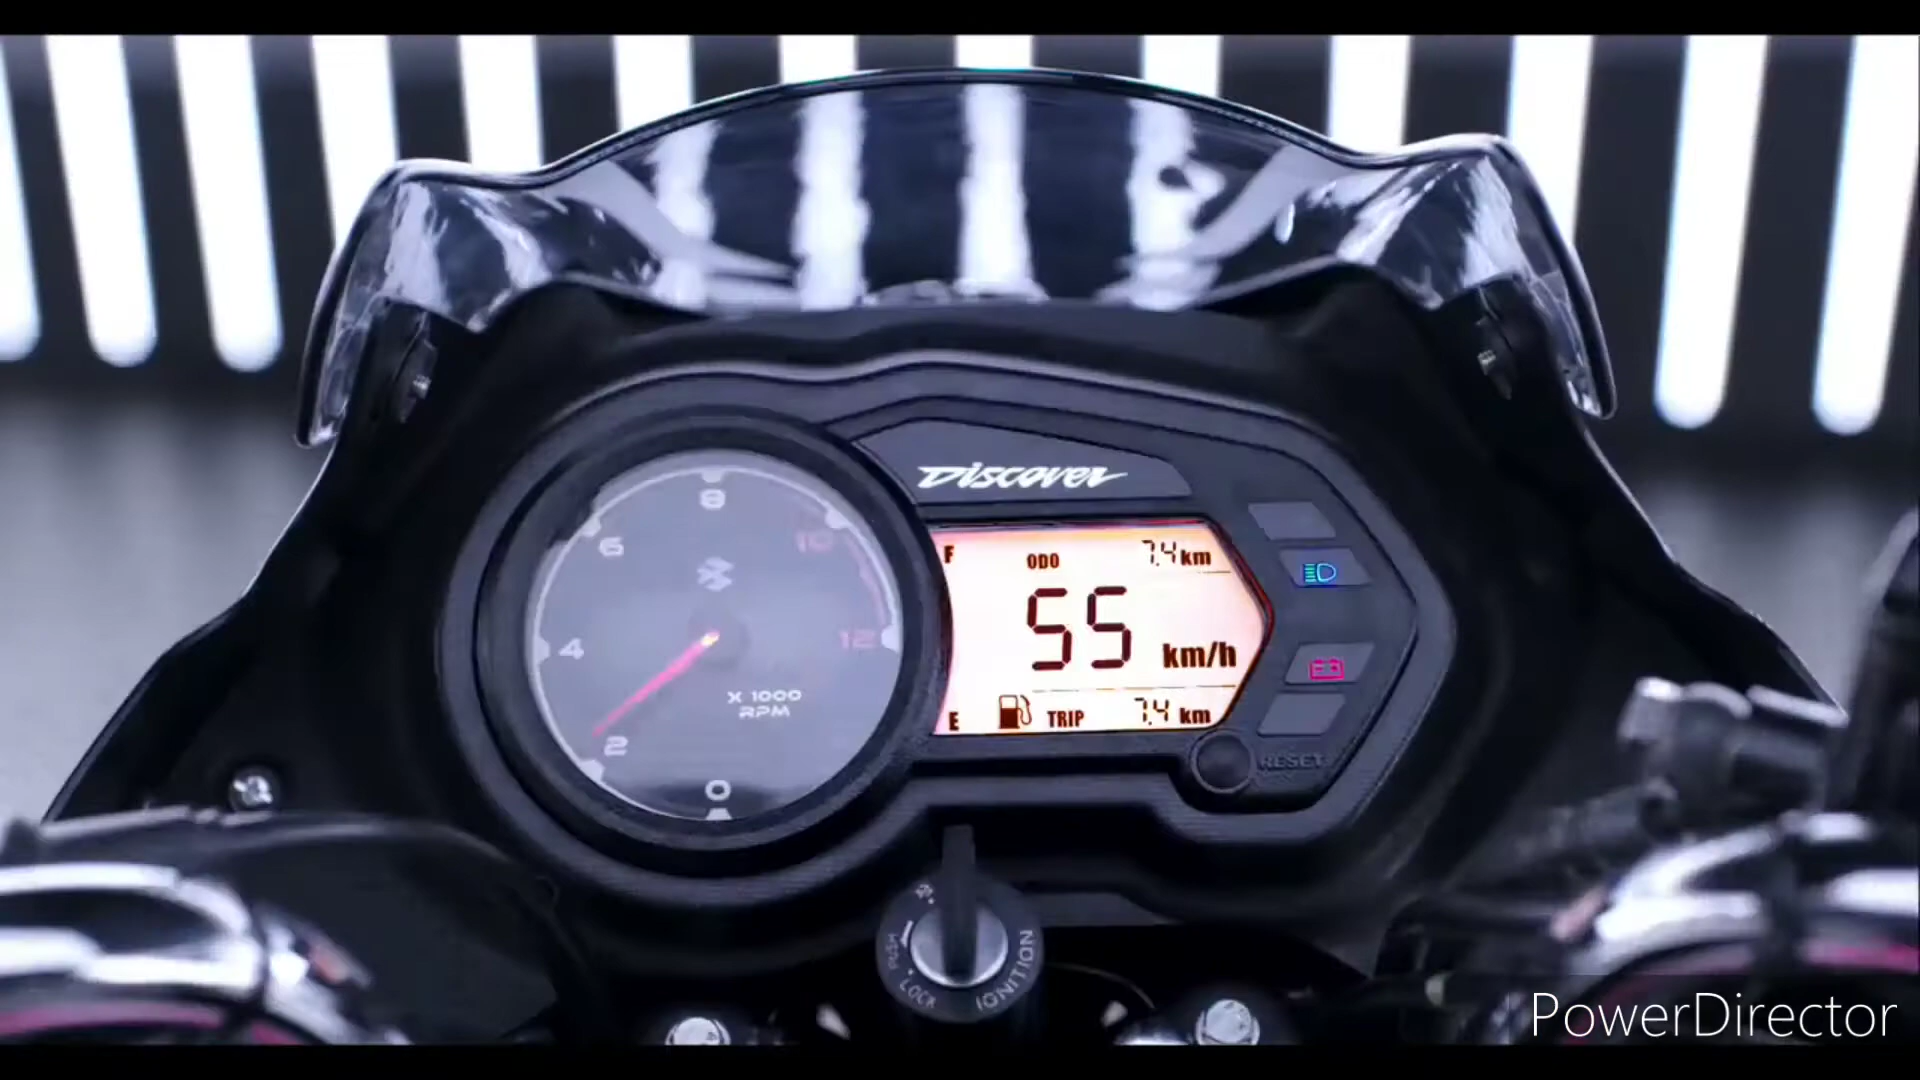 Discover
8
6
10
4
12
X 1000
RPM
2
0
F
ODO
7.4 km
55
km/h
E
TRIP
7.4 km
RESET
PUSH
LOCK
IGNITION
PowerDirector